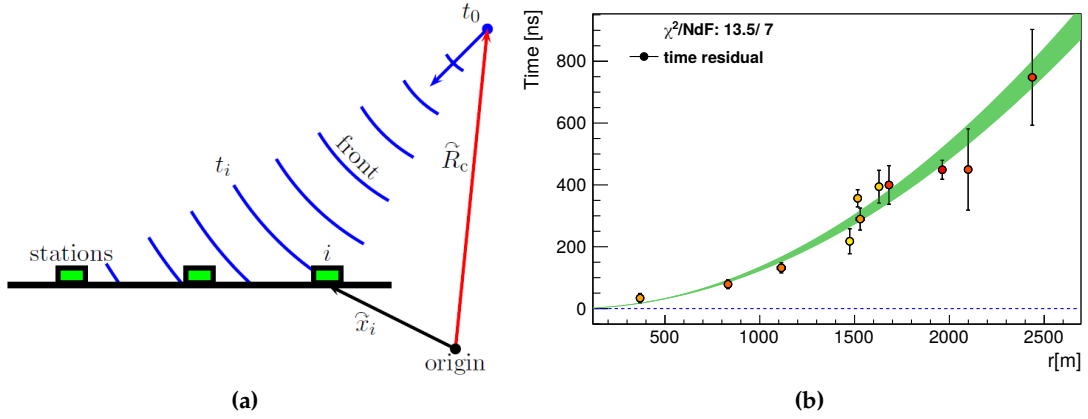 t₀
R̂c
front
tᵢ
stations
i
x̂ᵢ
origin
(a)
χ²/NdF: 13.5/ 7
time residual
Time [ns]
800
600
400
200
0
500
1000
1500
2000
2500
r[m]
(b)